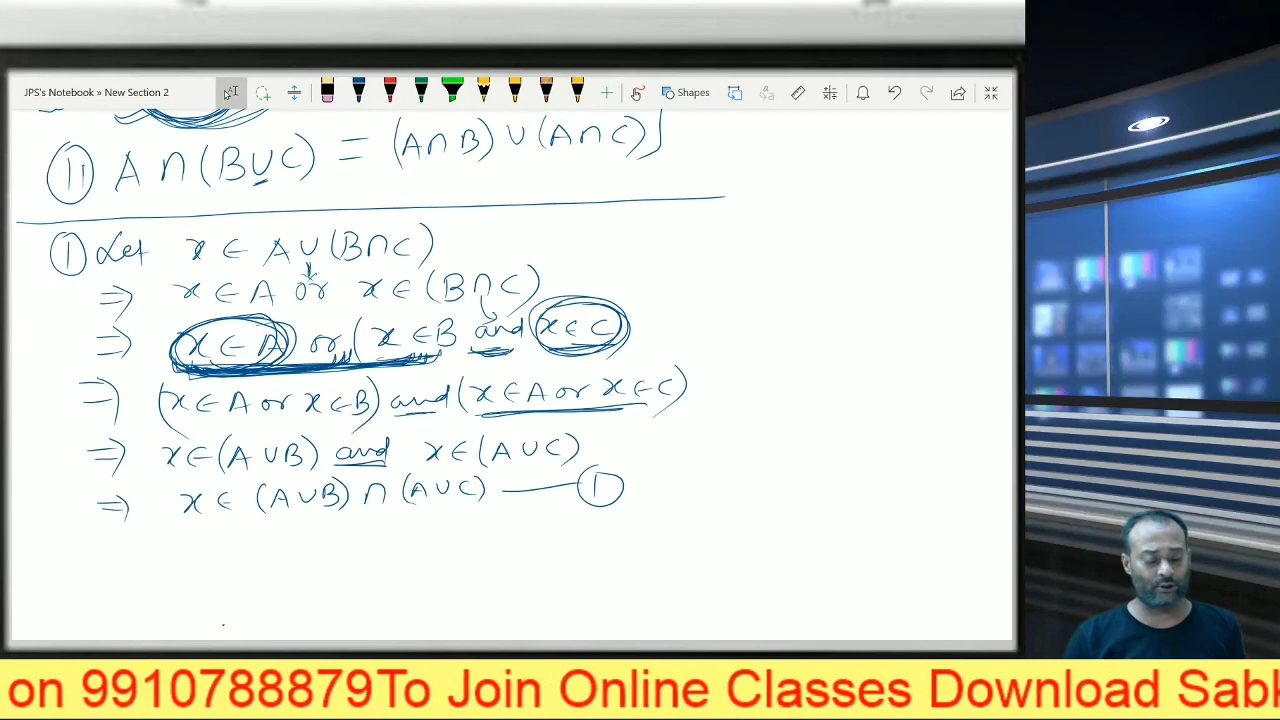 JPS's Notebook » New Section 2
Shapes
II A ∩ (B ∪ C) = (A ∩ B) ∪ (A ∩ C)]
I Let x ∈ A ∪ (B ∩ C)
⇒ x ∈ A or x ∈ (B ∩ C)
⇒ (x ∈ A) or (x ∈ B and x ∈ C)
⇒ (x ∈ A or x ∈ B) and (x ∈ A or x ∈ C)
⇒ x ∈ (A ∪ B) and x ∈ (A ∪ C)
⇒ x ∈ (A ∪ B) ∩ (A ∪ C) — I
on 9910788879To Join Online Classes Download Sabl